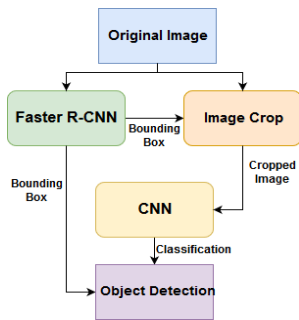 Original Image
Faster R-CNN
Bounding
Box
Image Crop
Bounding
Box
Cropped
Image
CNN
Classification
Object Detection